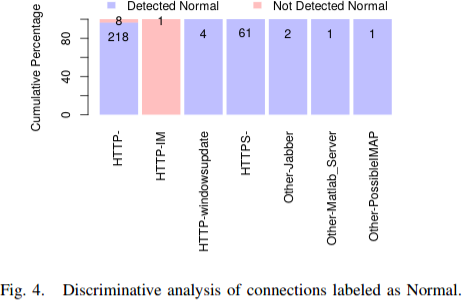 Detected Normal Not Detected Normal
Cumulative Percentage
0 40 80
8 1
218 4 61 2 1 1
HTTP-
HTTP-IM
HTTP-windowsupdate
HTTPS-
Other-Jabber
Other-Matlab_Server
Other-PossibleIMAP
Fig. 4. Discriminative analysis of connections labeled as Normal.